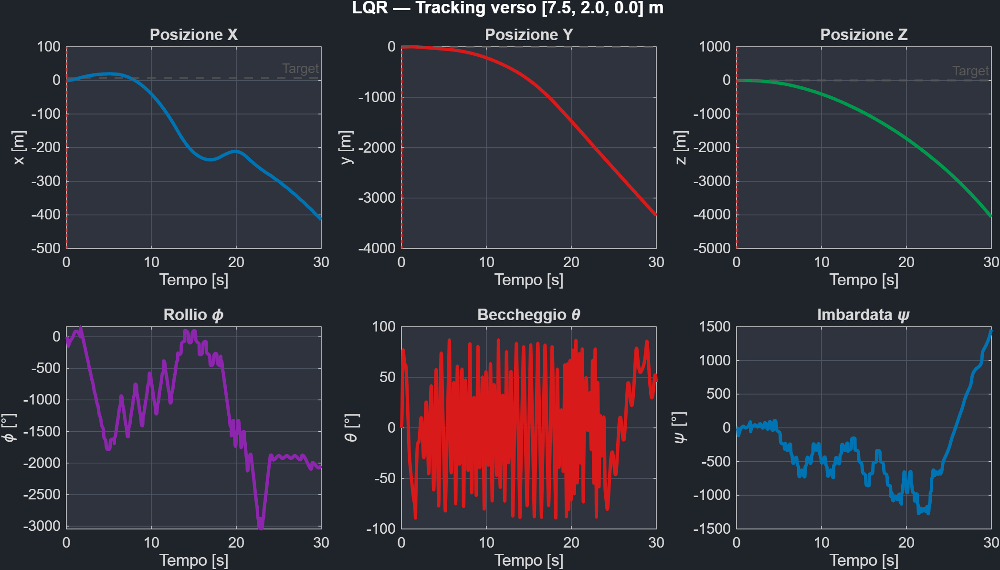 LQR — Tracking verso [7.5, 2.0, 0.0] m
Posizione X
100
0
-100
-200
-300
-400
-500
x [m]
Target
0 10 20 30
Tempo [s]
Posizione Y
0
-1000
-2000
-3000
-4000
y [m]
0 10 20 30
Tempo [s]
Posizione Z
1000
0
-1000
-2000
-3000
-4000
-5000
z [m]
Target
0 10 20 30
Tempo [s]
Rollio ϕ
0
-500
-1000
-1500
-2000
-2500
-3000
ϕ [°]
0 10 20 30
Tempo [s]
Beccheggio θ
100
50
0
-50
-100
θ [°]
0 10 20 30
Tempo [s]
Imbardata ψ
1500
1000
500
0
-500
-1000
-1500
ψ [°]
0 10 20 30
Tempo [s]